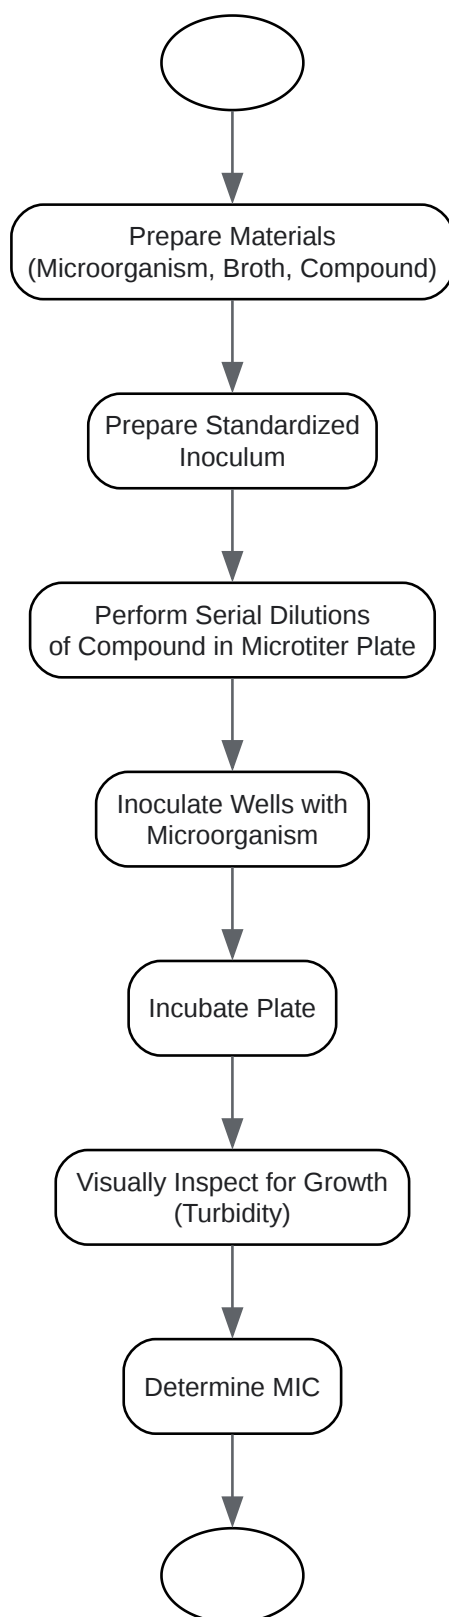 Prepare Materials
(Microorganism, Broth, Compound)
Prepare Standardized
Inoculum
Perform Serial Dilutions
of Compound in Microtiter Plate
Inoculate Wells with
Microorganism
Incubate Plate
Visually Inspect for Growth
(Turbidity)
Determine MIC